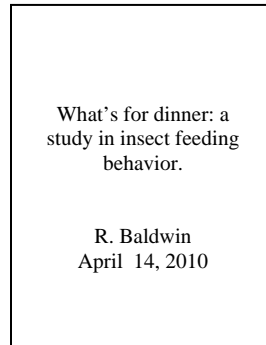 What's for dinner: a
study in insect feeding
behavior.
R. Baldwin
April  14, 2010